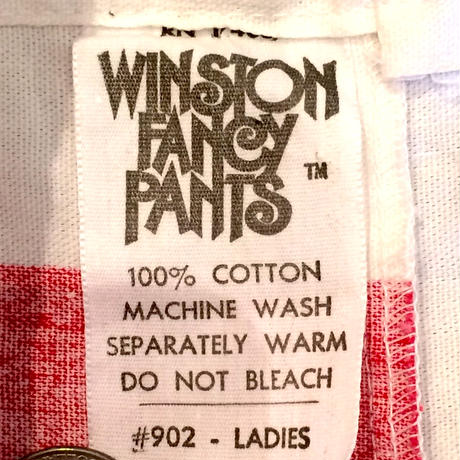 WINSTON
FANCY
PANTS ™
100% COTTON
MACHINE WASH
SEPARATELY WARM
DO NOT BLEACH
#902 - LADIES